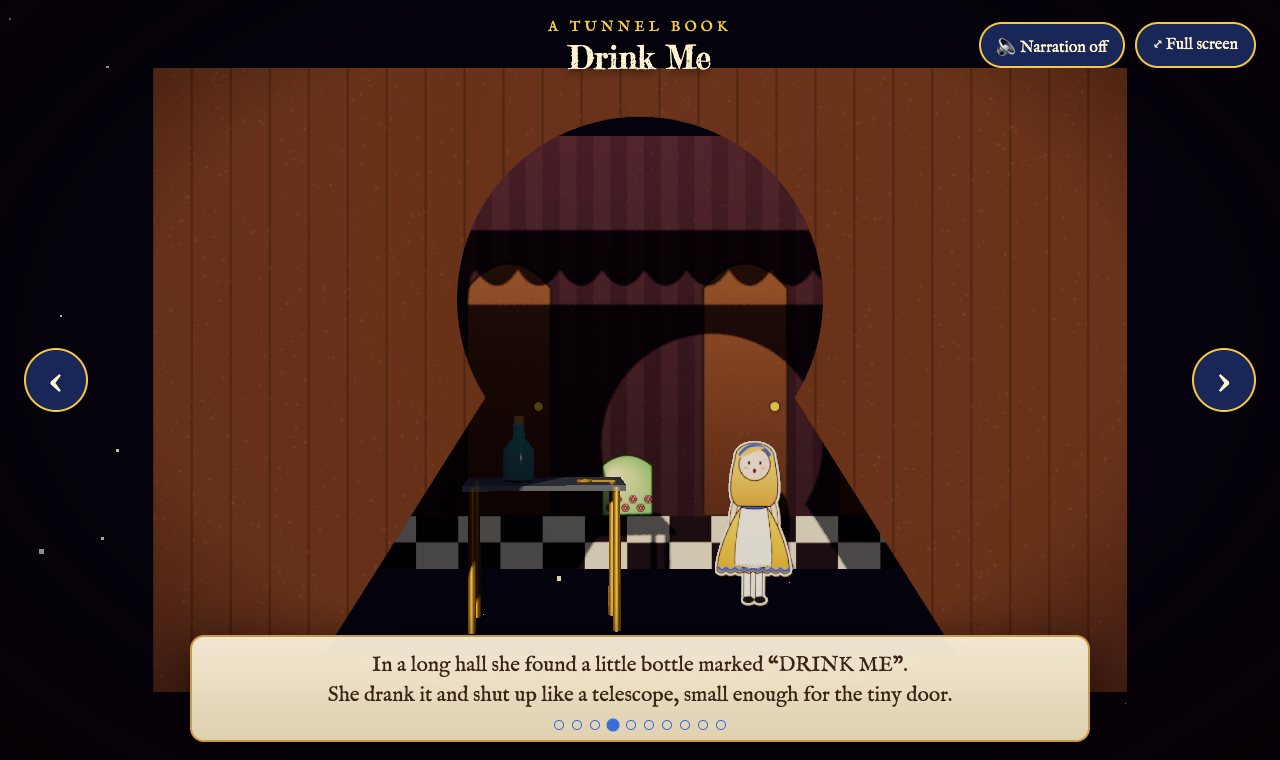 A TUNNEL BOOK
Drink Me
Narration off
Full screen
In a long hall she found a little bottle marked “DRINK ME”.
She drank it and shut up like a telescope, small enough for the tiny door.